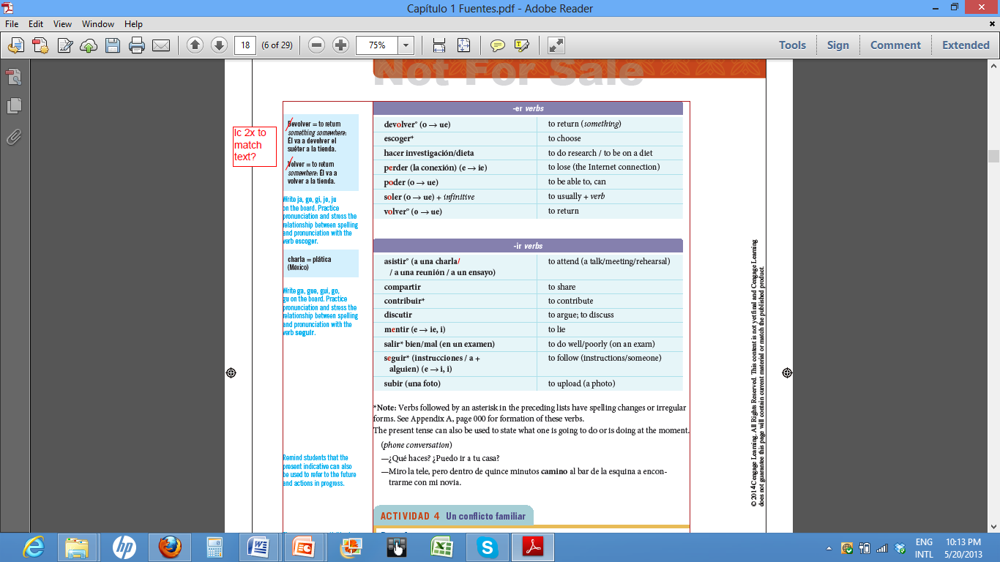 Capítulo 1 Fuentes.pdf - Adobe Reader
File Edit View Window Help
18 (6 of 29) 75% Tools Sign Comment Extended
Not For Sale
lc 2x to
match
text?
Devolver = to return
something somewhere:
Él va a devolver el
suéter a la tienda.
Volver = to return
somewhere: Él va a
volver a la tienda.
Write ja, ge, gi, jo, ju
on the board. Practice
pronunciation and stress the
relationship between spelling
and pronunciation with the
verb escoger.
charla = plática
(México)
Write ga, gue, gui, go,
gu on the board. Practice
pronunciation and stress the
relationship between spelling
and pronunciation with the
verb seguir.
Remind students that the
present indicative can also
be used to refer to the future
and actions in progress.
-er verbs
devolver° (o → ue) to return (something)
escoger* to choose
hacer investigación/dieta to do research / to be on a diet
perder (la conexión) (e → ie) to lose (the Internet connection)
poder (o → ue) to be able to, can
soler (o → ue) + infinitive to usually + verb
volver° (o → ue) to return
-ir verbs
asistir° (a una charla/ to attend (a talk/meeting/rehearsal)
/ a una reunión / a un ensayo)
compartir to share
contribuir* to contribute
discutir to argue; to discuss
mentir (e → ie, i) to lie
salir* bien/mal (en un examen) to do well/poorly (on an exam)
seguir* (instrucciones / a + to follow (instructions/someone)
alguien) (e → i, i)
subir (una foto) to upload (a photo)
*Note: Verbs followed by an asterisk in the preceding lists have spelling changes or irregular
forms. See Appendix A, page 000 for formation of these verbs.
The present tense can also be used to state what one is going to do or is doing at the moment.
(phone conversation)
—¿Qué haces? ¿Puedo ir a tu casa?
—Miro la tele, pero dentro de quince minutos camino al bar de la esquina a encon-
trarme con mi novia.
ACTIVIDAD 4 Un conflicto familiar
© 2014 Cengage Learning. All Rights Reserved. This content is not yet final and Cengage Learning
does not guarantee this page will contain current material or match the published product.
ENG 10:13 PM
INTL 5/20/2013